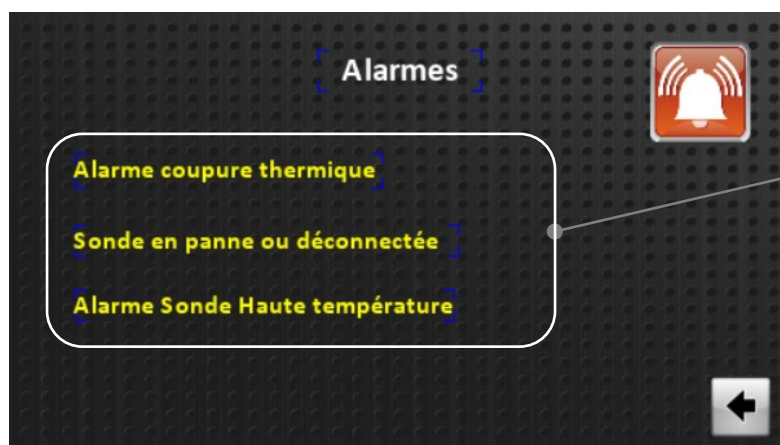 Alarmes
Alarme coupure thermique
Sonde en panne ou déconnectée
Alarme Sonde Haute température